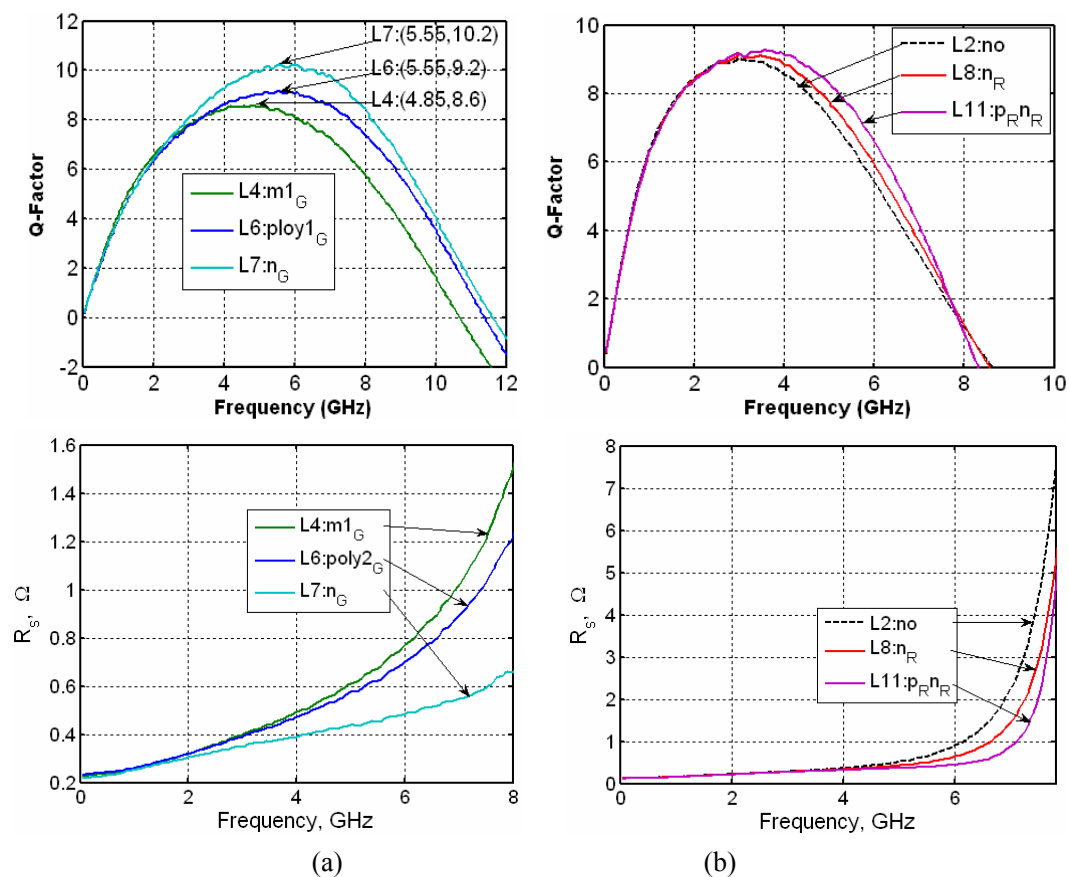 12
10
8
6
4
2
0
-2
0 2 4 6 8 10 12
Q-Factor
Frequency (GHz)
L7:(5.55,10.2)
L6:(5.55,9.2)
L4:(4.85,8.6)
L4:m1G
L6:ploy1G
L7:nG
10
8
6
4
2
0
0 2 4 6 8 10
Q-Factor
Frequency (GHz)
L2:no
L8:nR
L11:pRnR
1.6
1.4
1.2
1
0.8
0.6
0.4
0.2
0 2 4 6 8
Rs, Ω
Frequency, GHz
L4:m1G
L6:poly2G
L7:nG
8
7
6
5
4
3
2
1
0
0 2 4 6
Rs, Ω
Frequency, GHz
L2:no
L8:nR
L11:pRnR
(a) (b)